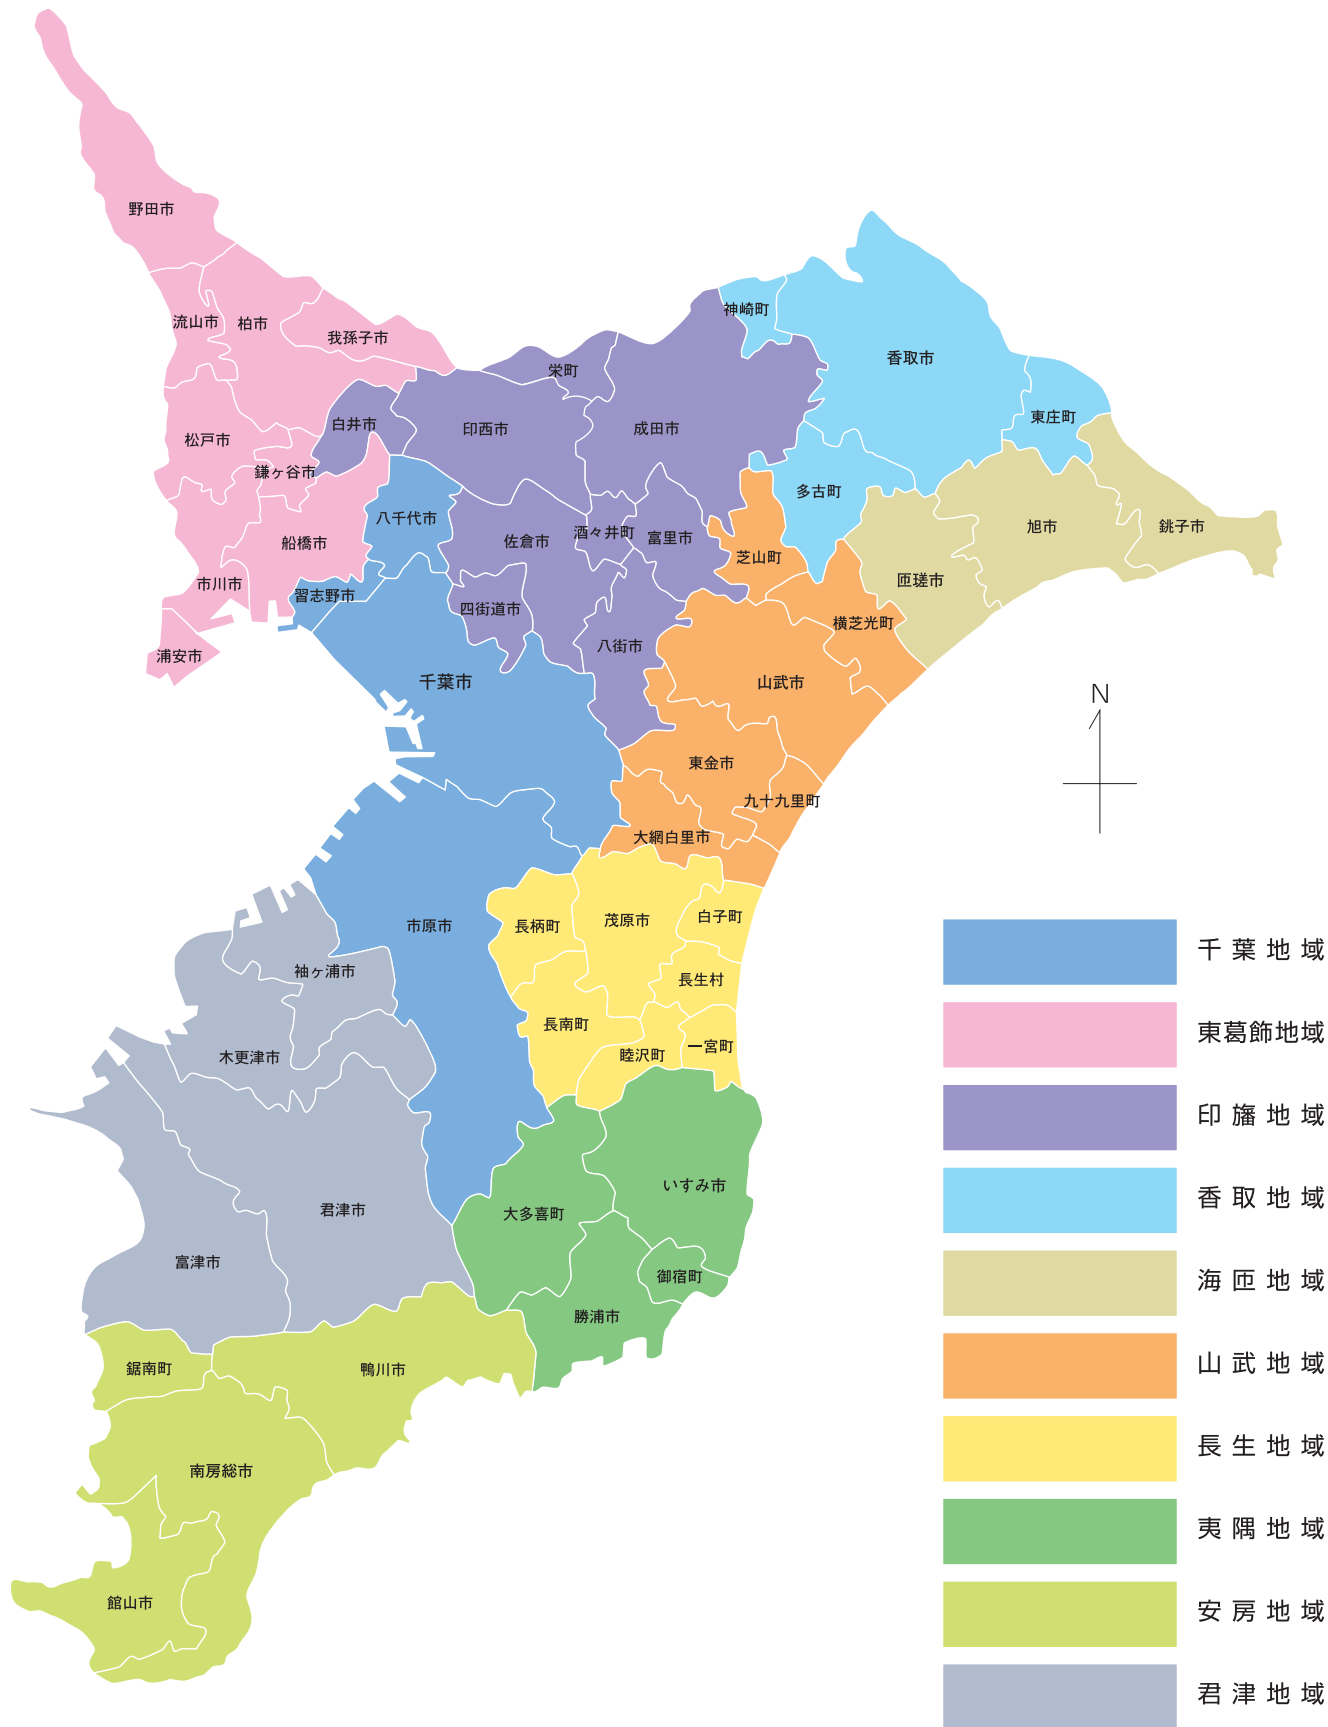 野田市
流山市
柏市
我孫子市
神崎町
香取市
栄町
東庄町
松戸市
白井市
印西市
成田市
鎌ヶ谷市
多古町
八千代市
船橋市
佐倉市
酒々井町
富里市
芝山町
旭市
銚子市
市川市
習志野市
四街道市
匝瑳市
横芝光町
浦安市
八街市
千葉市
山武市
N
東金市
九十九里町
大網白里市
市原市
長柄町
茂原市
白子町
袖ヶ浦市
長生村
長南町
木更津市
睦沢町
一宮町
君津市
いすみ市
大多喜町
富津市
御宿町
勝浦市
鋸南町
鴨川市
南房総市
館山市
千葉地域
東葛飾地域
印旛地域
香取地域
海匝地域
山武地域
長生地域
夷隅地域
安房地域
君津地域